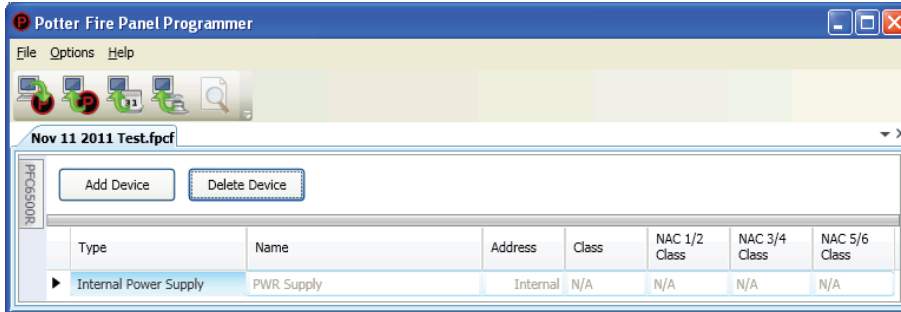 Potter Fire Panel Programmer
File Options Help
Nov 11 2011 Test.fpcf
PFC6500R
Add Device Delete Device
Type Name Address Class NAC 1/2 Class NAC 3/4 Class NAC 5/6 Class
Internal Power Supply PWR Supply Internal N/A N/A N/A N/A